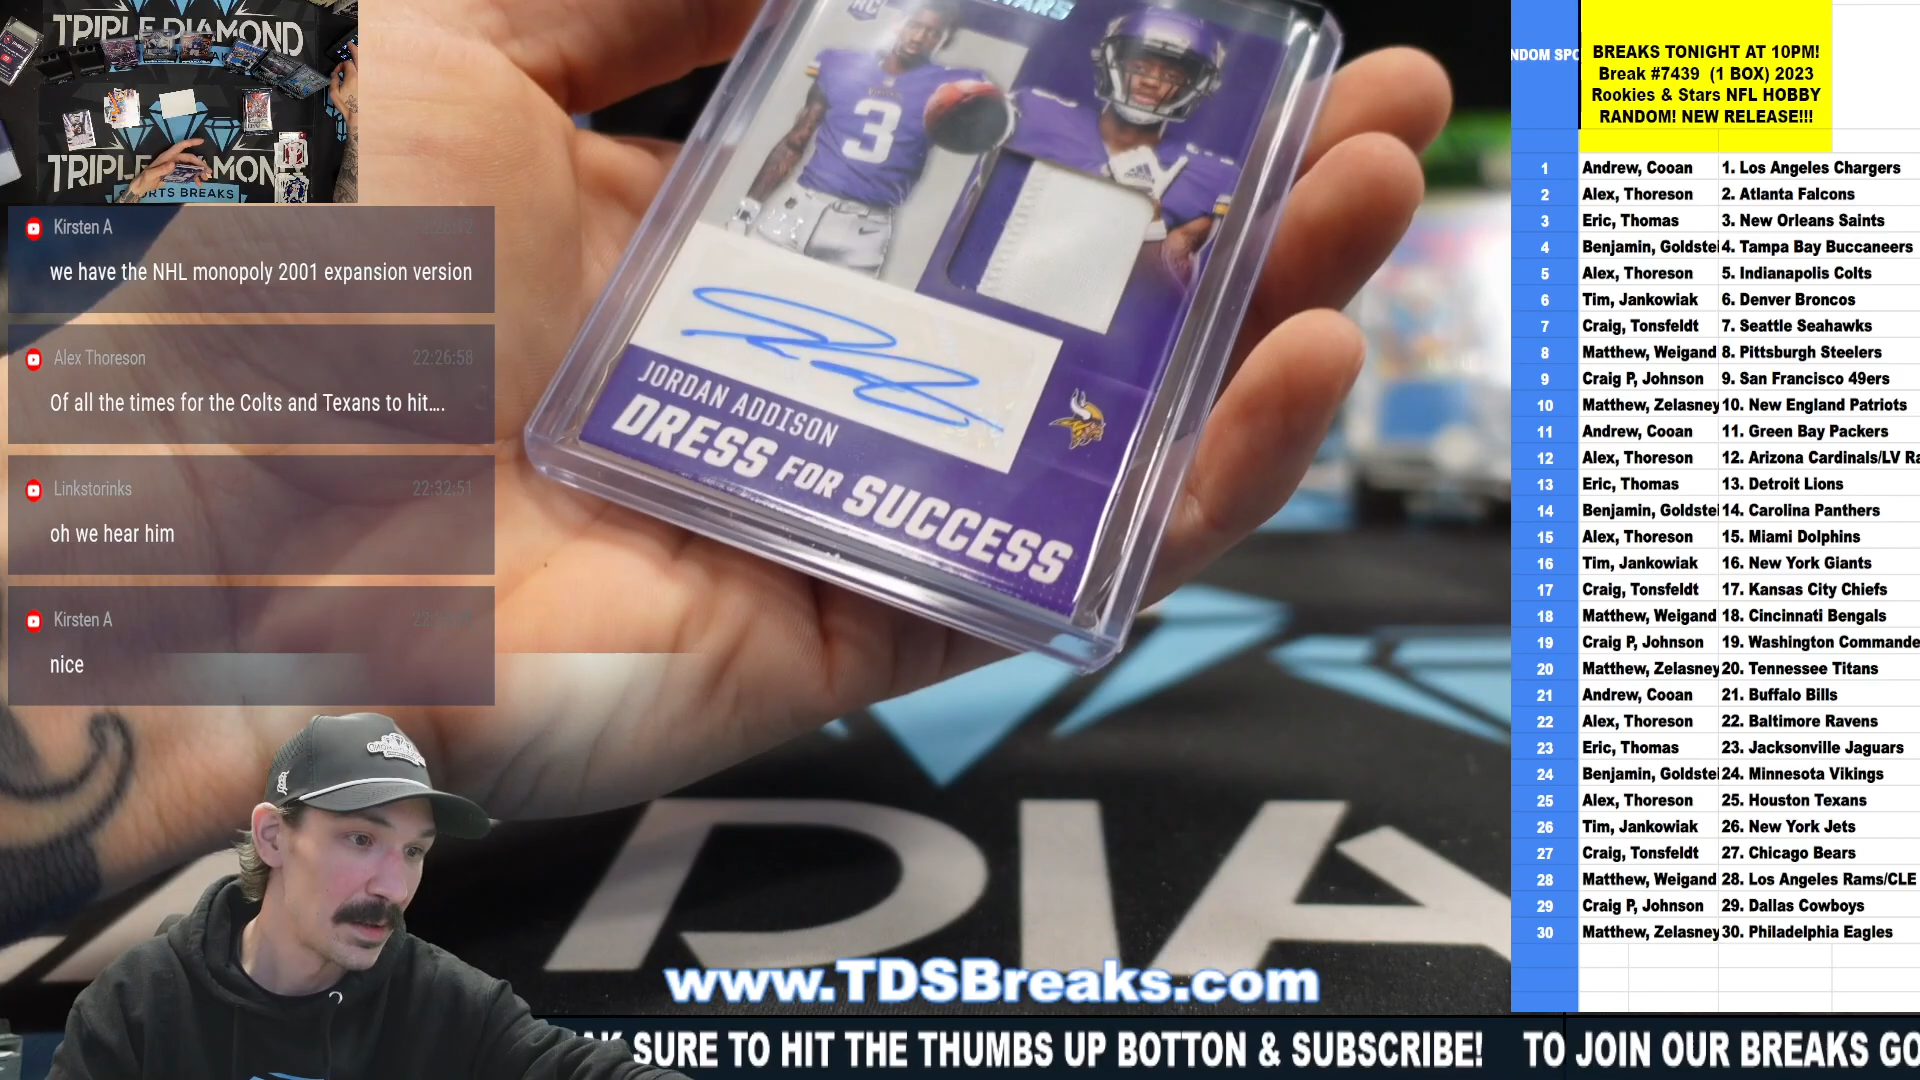 TRIPLE DIAMOND
TRIPLE DIAMOND
SPORTS BREAKS
Kirsten A
we have the NHL monopoly 2001 expansion version
Alex Thoreson 22:26:58
Of all the times for the Colts and Texans to hit....
Linkstorinks 22:32:51
oh we hear him
Kirsten A
nice
RC
STARS
3
JORDAN ADDISON
DRESS FOR SUCCESS
DIA
www.TDSBreaks.com
SURE TO HIT THE THUMBS UP BOTTON & SUBSCRIBE! TO JOIN OUR BREAKS GO
NDOM SPO
BREAKS TONIGHT AT 10PM!
Break #7439 (1 BOX) 2023
Rookies & Stars NFL HOBBY
RANDOM! NEW RELEASE!!!
1 Andrew, Cooan 1. Los Angeles Chargers
2 Alex, Thoreson 2. Atlanta Falcons
3 Eric, Thomas 3. New Orleans Saints
4 Benjamin, Goldstei 4. Tampa Bay Buccaneers
5 Alex, Thoreson 5. Indianapolis Colts
6 Tim, Jankowiak 6. Denver Broncos
7 Craig, Tonsfeldt 7. Seattle Seahawks
8 Matthew, Weigand 8. Pittsburgh Steelers
9 Craig P, Johnson 9. San Francisco 49ers
10 Matthew, Zelasney 10. New England Patriots
11 Andrew, Cooan 11. Green Bay Packers
12 Alex, Thoreson 12. Arizona Cardinals/LV Ra
13 Eric, Thomas 13. Detroit Lions
14 Benjamin, Goldstei 14. Carolina Panthers
15 Alex, Thoreson 15. Miami Dolphins
16 Tim, Jankowiak 16. New York Giants
17 Craig, Tonsfeldt 17. Kansas City Chiefs
18 Matthew, Weigand 18. Cincinnati Bengals
19 Craig P, Johnson 19. Washington Commande
20 Matthew, Zelasney 20. Tennessee Titans
21 Andrew, Cooan 21. Buffalo Bills
22 Alex, Thoreson 22. Baltimore Ravens
23 Eric, Thomas 23. Jacksonville Jaguars
24 Benjamin, Goldstei 24. Minnesota Vikings
25 Alex, Thoreson 25. Houston Texans
26 Tim, Jankowiak 26. New York Jets
27 Craig, Tonsfeldt 27. Chicago Bears
28 Matthew, Weigand 28. Los Angeles Rams/CLE
29 Craig P, Johnson 29. Dallas Cowboys
30 Matthew, Zelasney 30. Philadelphia Eagles